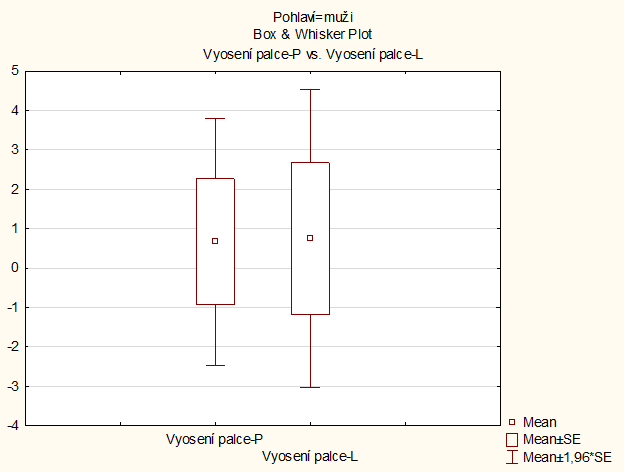 Pohlaví=muži
Box & Whisker Plot
Vyosení palce-P vs. Vyosení palce-L
5
4
3
2
1
0
-1
-2
-3
-4
Vyosení palce-P
Vyosení palce-L
Mean
Mean±SE
Mean±1,96*SE